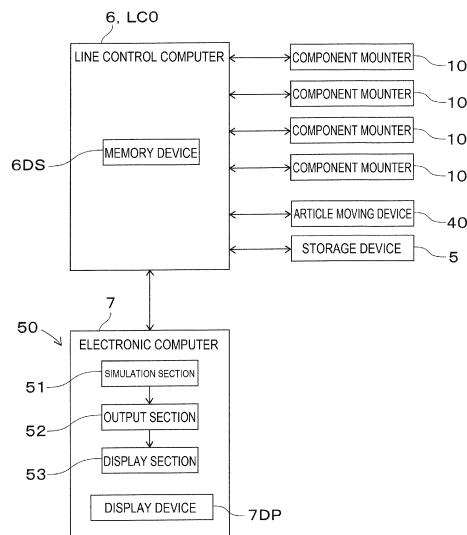 6, LC0
LINE CONTROL COMPUTER
COMPONENT MOUNTER
10
COMPONENT MOUNTER
10
COMPONENT MOUNTER
10
6DS
MEMORY DEVICE
COMPONENT MOUNTER
10
ARTICLE MOVING DEVICE
40
STORAGE DEVICE
5
7
50
ELECTRONIC COMPUTER
SIMULATION SECTION
51
OUTPUT SECTION
52
DISPLAY SECTION
53
DISPLAY DEVICE
7DP